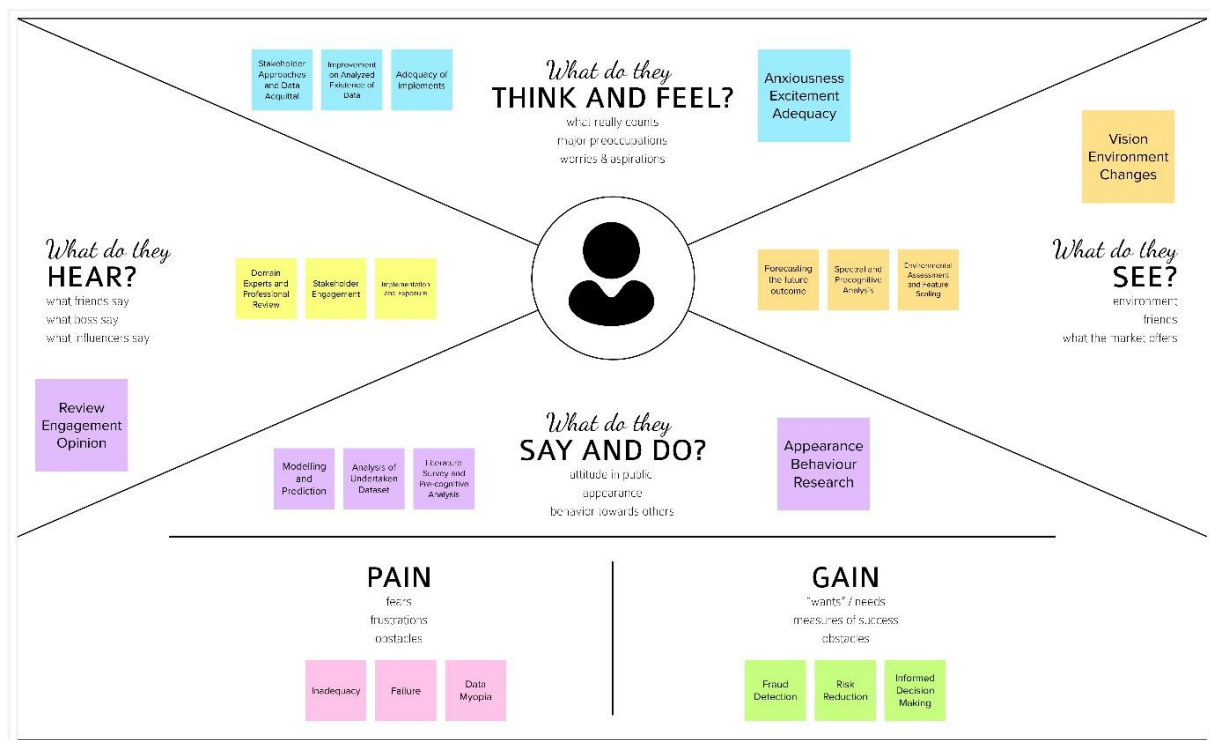 What do they
THINK AND FEEL?
what really counts
major preoccupations
worries & aspirations
Stakeholder
Approaches
and Data
Acquittal
Improvement
on Analyzed
Existence of
Data
Adequacy of
Implements
Anxiousness
Excitement
Adequacy
What do they
HEAR?
what friends say
what boss say
what influencers say
Domain
Experts and
Professional
Review
Stakeholder
Engagement
Implementation
and Exporium
Review
Engagement
Opinion
Vision
Environment
Changes
What do they
SEE?
environment
friends
what the market offers
Forecasting
the future
outcome
Spectral and
Procognitive
Analysis
Environmental
Assessment
and Feature
Scaling
What do they
SAY AND DO?
attitude in public
appearance
behavior towards others
Modelling
and
Prediction
Analysis of
Undertaken
Dataset
Literature
Survey and
Pre-cognitive
Analysis
Appearance
Behaviour
Research
PAIN
fears
frustrations
obstacles
Inadequacy
Failure
Data
Myopia
GAIN
"wants" / needs
measures of success
obstacles
Fraud
Detection
Risk
Reduction
Informed
Decision
Making